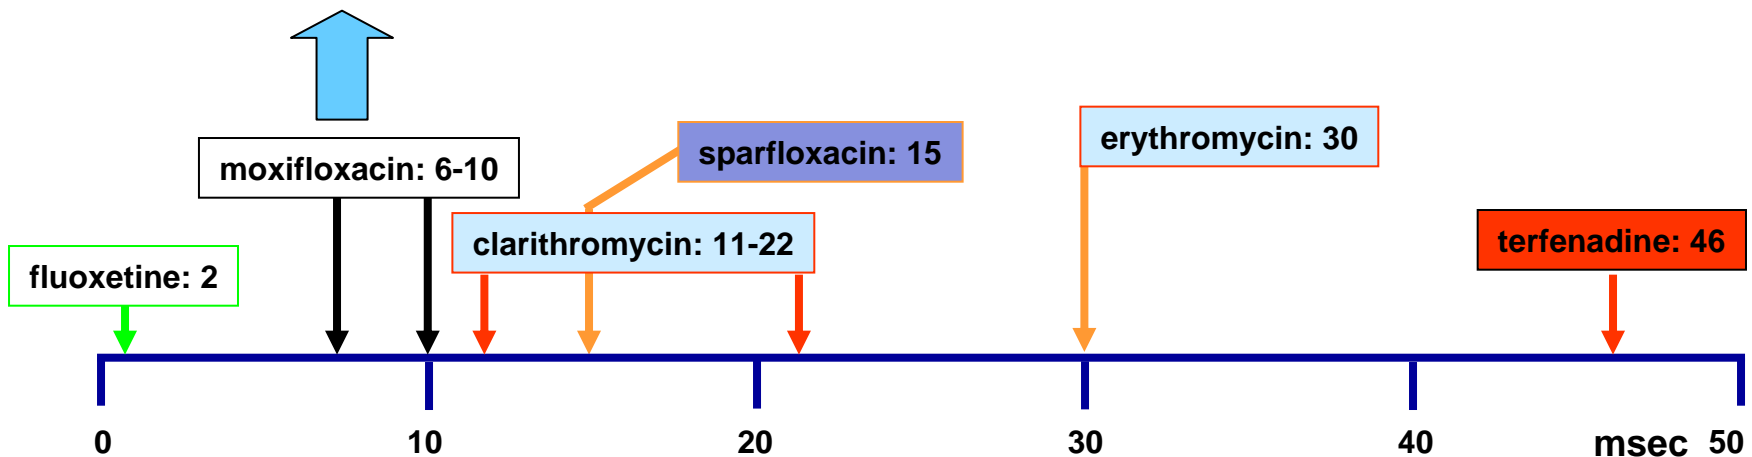 moxifloxacin: 6-10
sparfloxacin: 15
erythromycin: 30
fluoxetine: 2
clarithromycin: 11-22
terfenadine: 46
0 10 20 30 40 msec 50